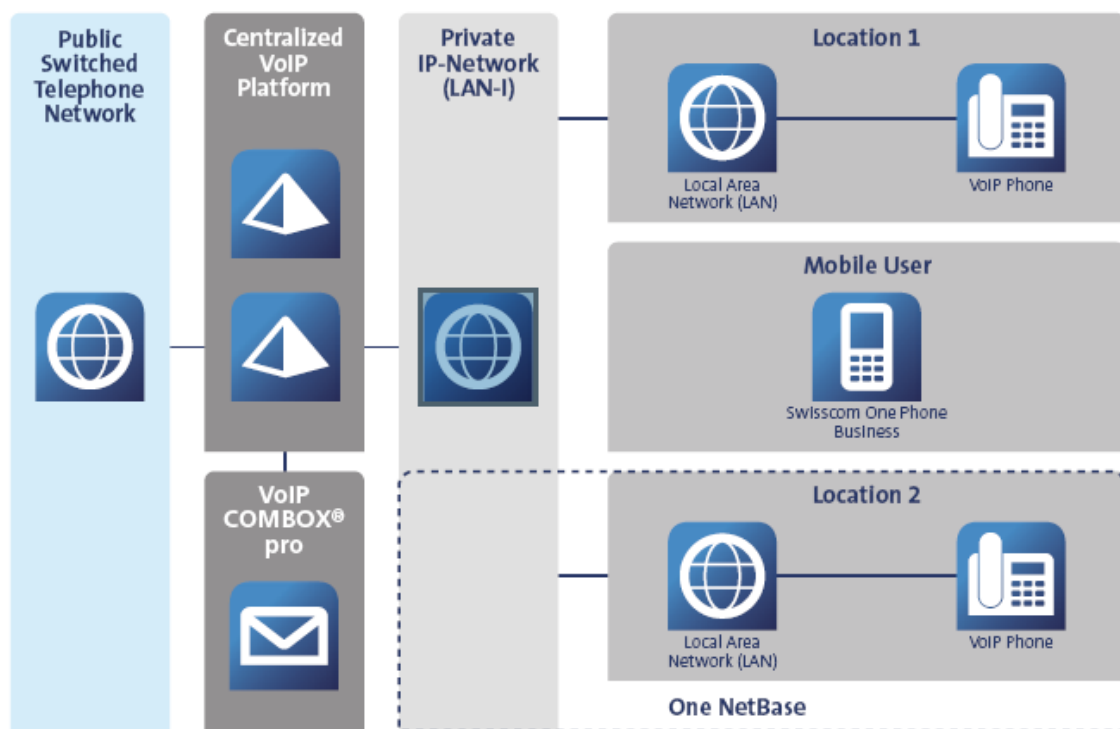 Public
Switched
Telephone
Network
Centralized
VoIP
Platform
Private
IP-Network
(LAN-I)
Location 1
Local Area
Network (LAN)
VoIP Phone
Mobile User
Swisscom One Phone
Business
VoIP
COMBOX®
pro
Location 2
Local Area
Network (LAN)
VoIP Phone
One NetBase